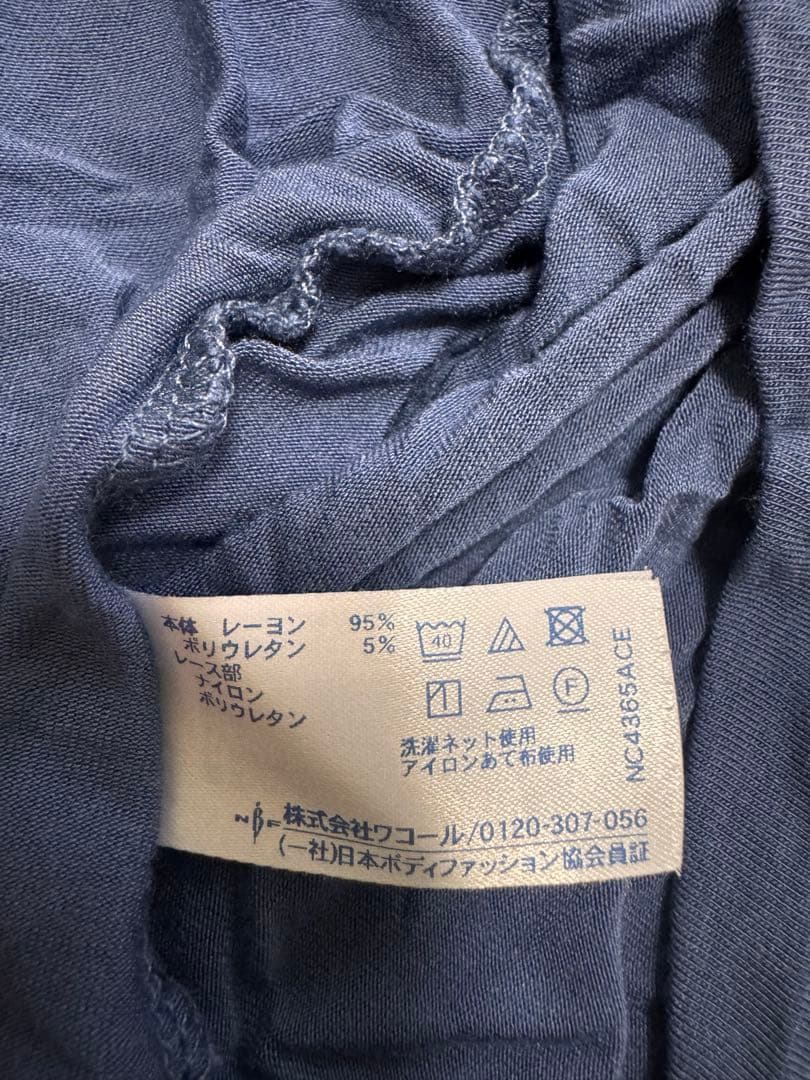 本体 レーヨン 95%
ポリウレタン 5%
レース部
ナイロン
ポリウレタン
40
F
洗濯ネット使用
アイロンあて布使用
NC4365ACE
NBF 株式会社ワコール/0120-307-056
(一社)日本ボディファッション協会員証